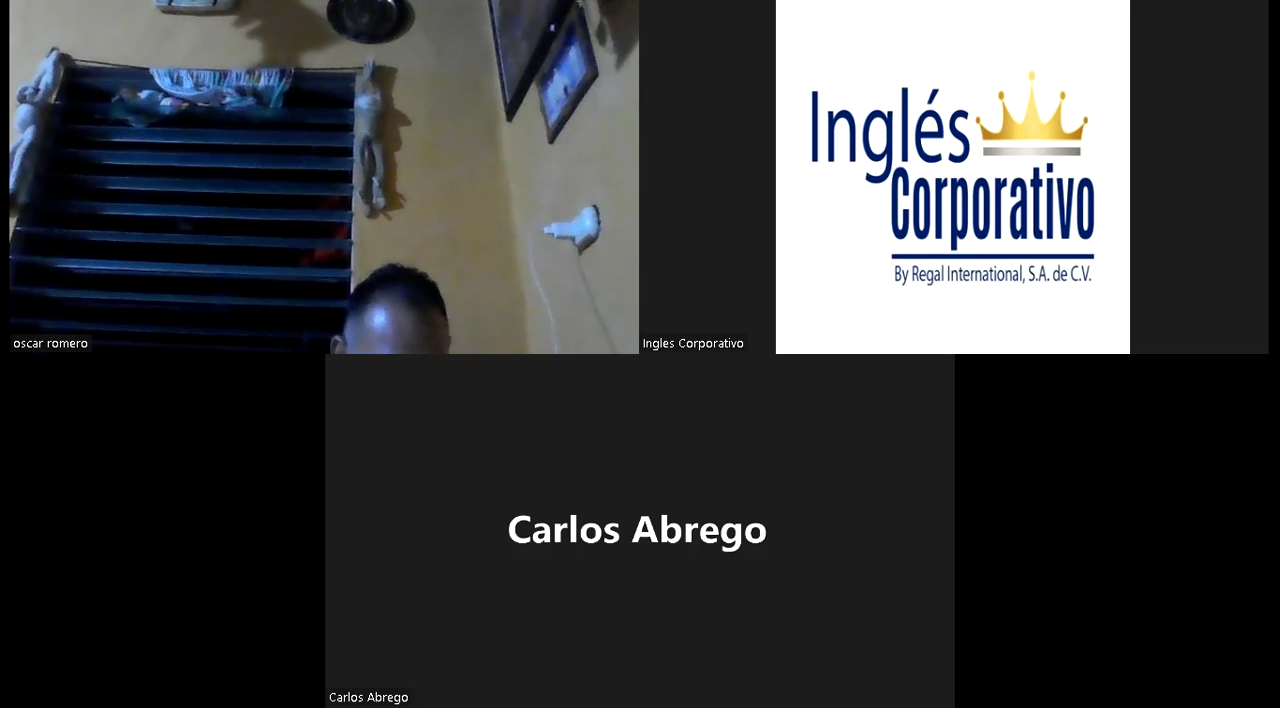 Inglés
Corporativo
By Regal International, S.A. de C.V.
oscar romero
Ingles Corporativo
Carlos Abrego
Carlos Abrego